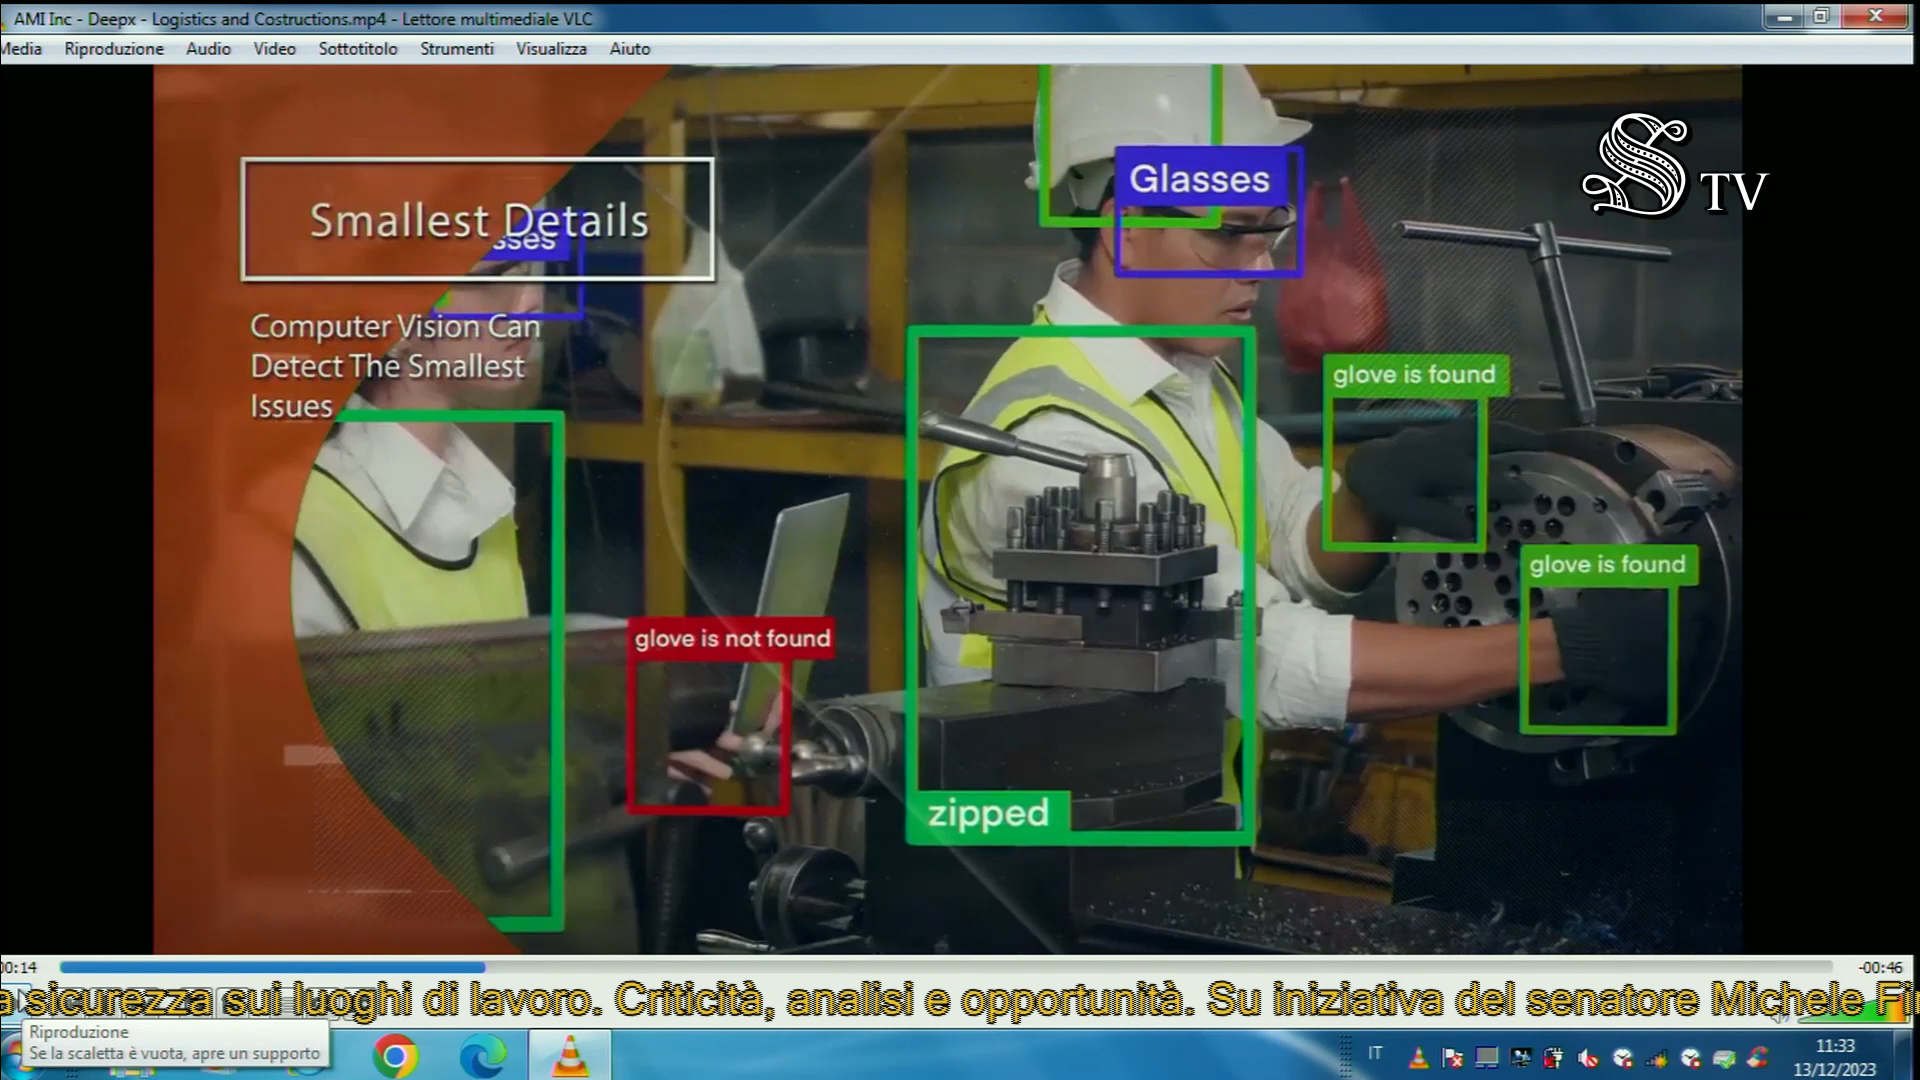 AMI Inc - Deepx - Logistics and Costructions.mp4 - Lettore multimediale VLC
Media Riproduzione Audio Video Sottotitolo Strumenti Visualizza Aiuto
S TV
Glasses
Smallest Details
sses
Computer Vision Can
Detect The Smallest
Issues
glove is found
glove is found
glove is not found
zipped
00:14
-00:46
a sicurezza sui luoghi di lavoro. Criticità, analisi e opportunità. Su iniziativa del senatore Michele Fi
Riproduzione
Se la scaletta è vuota, apre un supporto
IT
11:33
13/12/2023